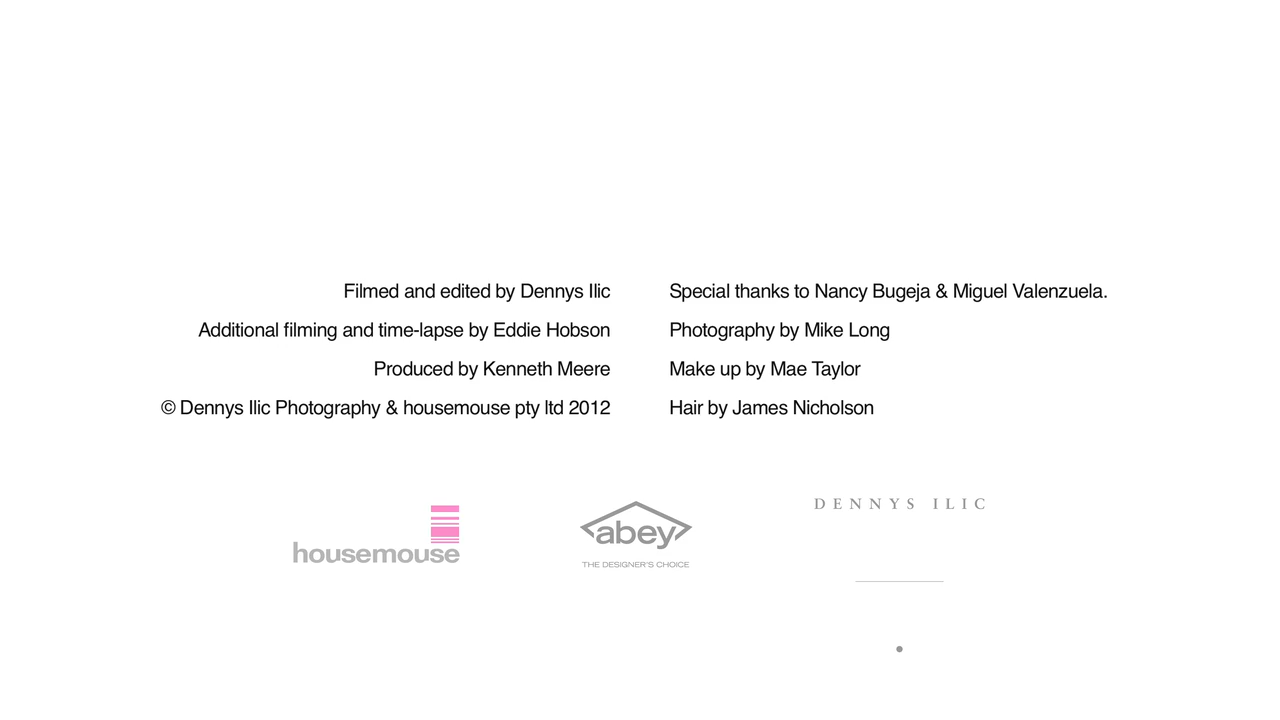 Filmed and edited by Dennys Ilic
Additional filming and time-lapse by Eddie Hobson
Produced by Kenneth Meere
© Dennys Ilic Photography & housemouse pty ltd 2012
Special thanks to Nancy Bugeja & Miguel Valenzuela.
Photography by Mike Long
Make up by Mae Taylor
Hair by James Nicholson
housemouse
abey
THE DESIGNER'S CHOICE
DENNYS ILIC